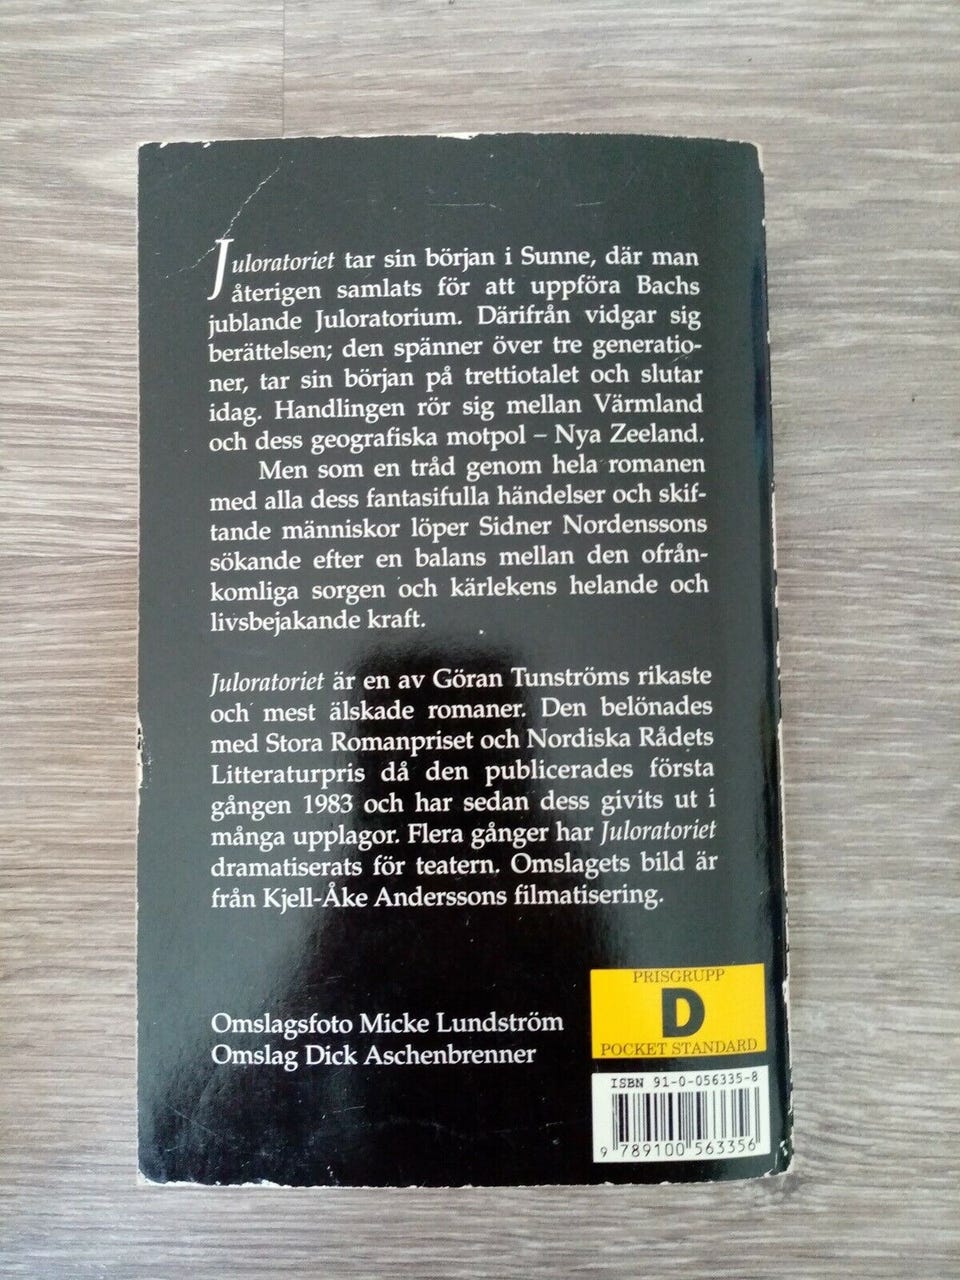 Juloratoriet tar sin början i Sunne, där man
återigen samlats för att uppföra Bachs
jublande Juloratorium. Därifrån vidgar sig
berättelsen; den spänner över tre generatio-
ner, tar sin början på trettiotalet och slutar
idag. Handlingen rör sig mellan Värmland
och dess geografiska motpol – Nya Zeeland.
Men som en tråd genom hela romanen
med alla dess fantasifulla händelser och skif-
tande människor löper Sidner Nordenssons
sökande efter en balans mellan den ofrån-
komliga sorgen och kärlekens helande och
livsbejakande kraft.
Juloratoriet är en av Göran Tunströms rikaste
och mest älskade romaner. Den belönades
med Stora Romanpriset och Nordiska Rådets
Litteraturpris då den publicerades första
gången 1983 och har sedan dess givits ut i
många upplagor. Flera gånger har Juloratoriet
dramatiserats för teatern. Omslagets bild är
från Kjell-Åke Anderssons filmatisering.
Omslagsfoto Micke Lundström
Omslag Dick Aschenbrenner
PRISGRUPP
D
POCKET STANDARD
ISBN 91-0-056335-8
9 789100 563356